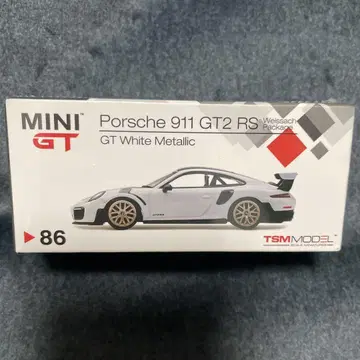 MINI GT
Porsche 911 GT2 RS Weissach Package
GT White Metallic
86
TSMMODEL